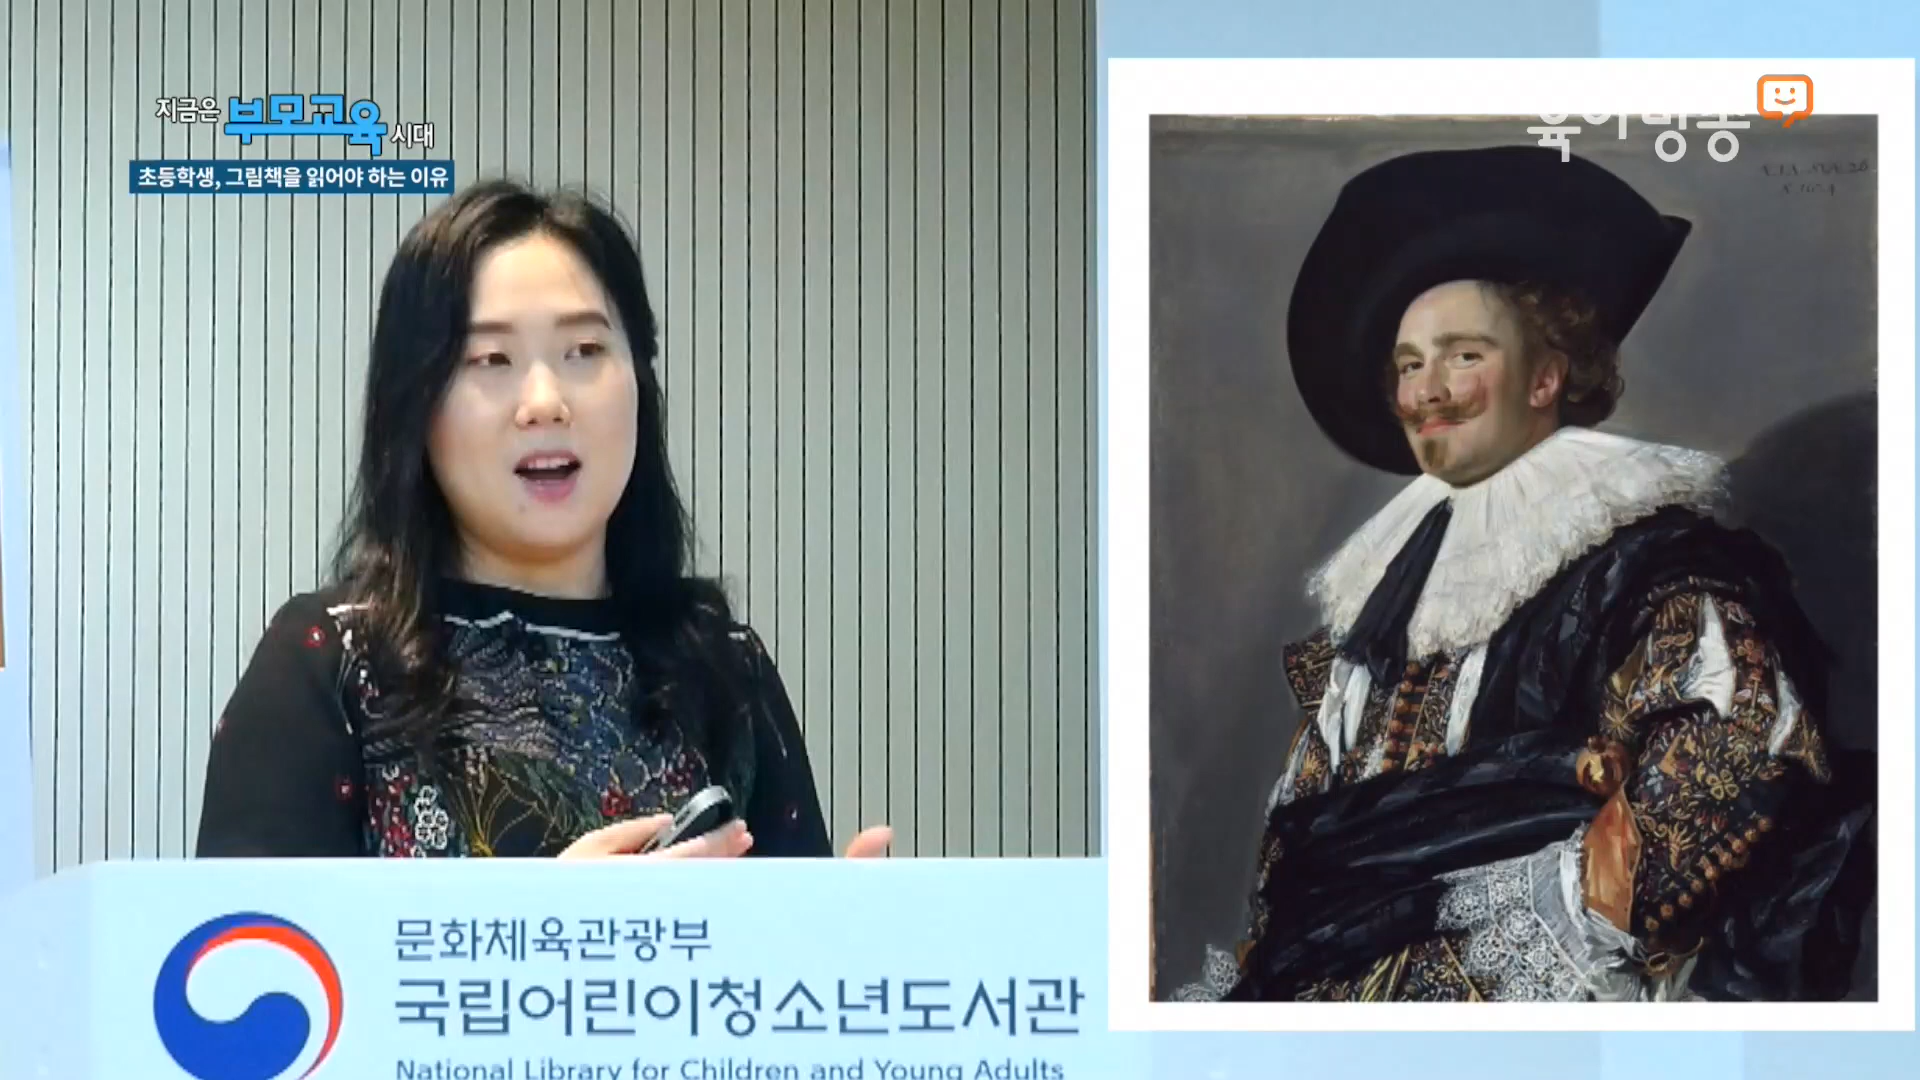 지금은 부모교육 시대
초등학생, 그림책을 읽어야 하는 이유
육아방송
문화체육관광부
국립어린이청소년도서관
National Library for Children and Young Adults